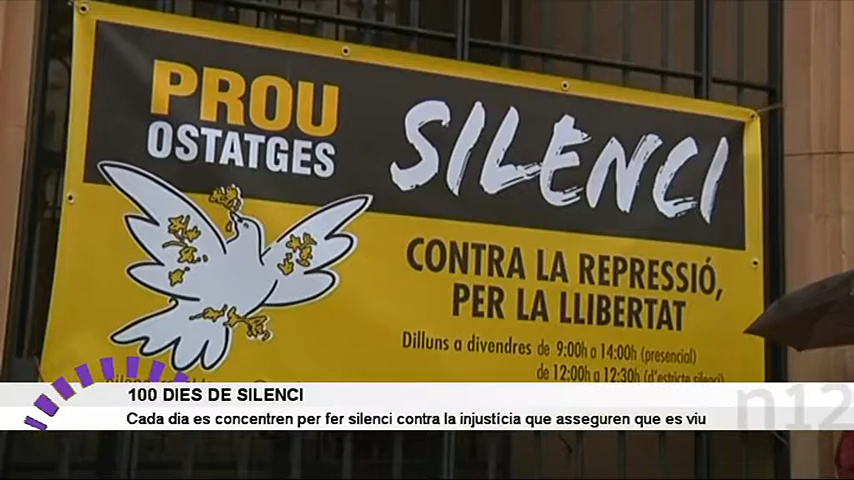 PROU
OSTATGES
SILENCI
CONTRA LA REPRESSIÓ,
PER LA LLIBERTAT
Dilluns a divendres de 9:00h a 14:00h (presencial)
de 12:00h a 12:30h (d'estricte silenci)
100 DIES DE SILENCI
Cada dia es concentren per fer silenci contra la injustícia que asseguren que es viu
n12